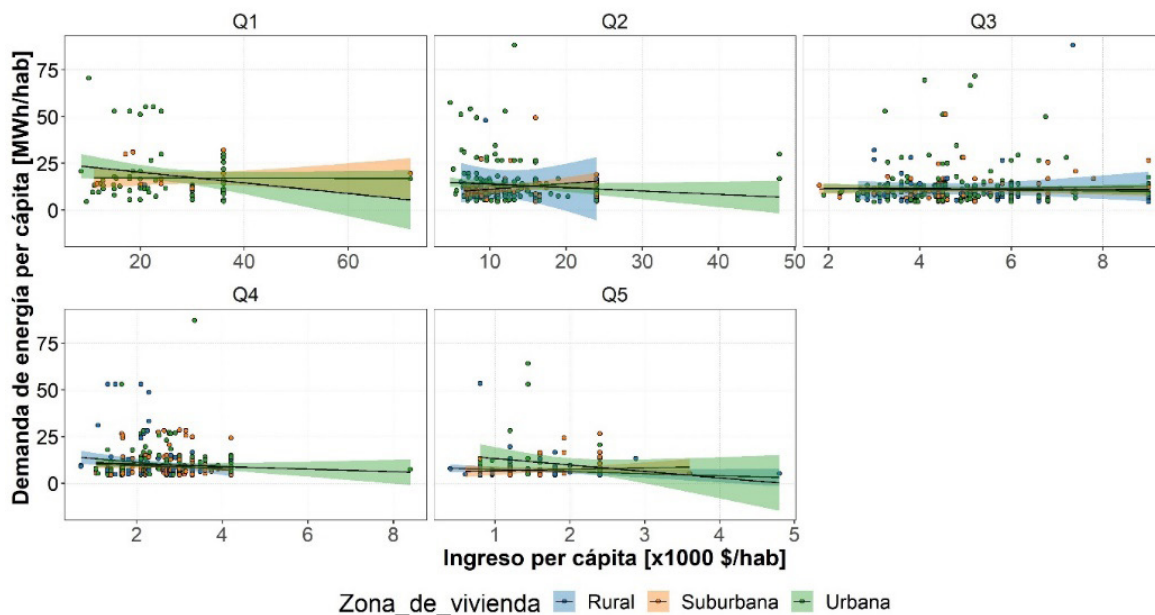 Q1 Q2 Q3
75
50
25
0
20 40 60
10 20 30 40 50
2 4 6 8
Q4 Q5
75
50
25
0
2 4 6 8
1 2 3 4 5
Demanda de energía per cápita [MWh/hab]
Ingreso per cápita [x1000 $/hab]
Zona_de_vivienda Rural Suburbana Urbana